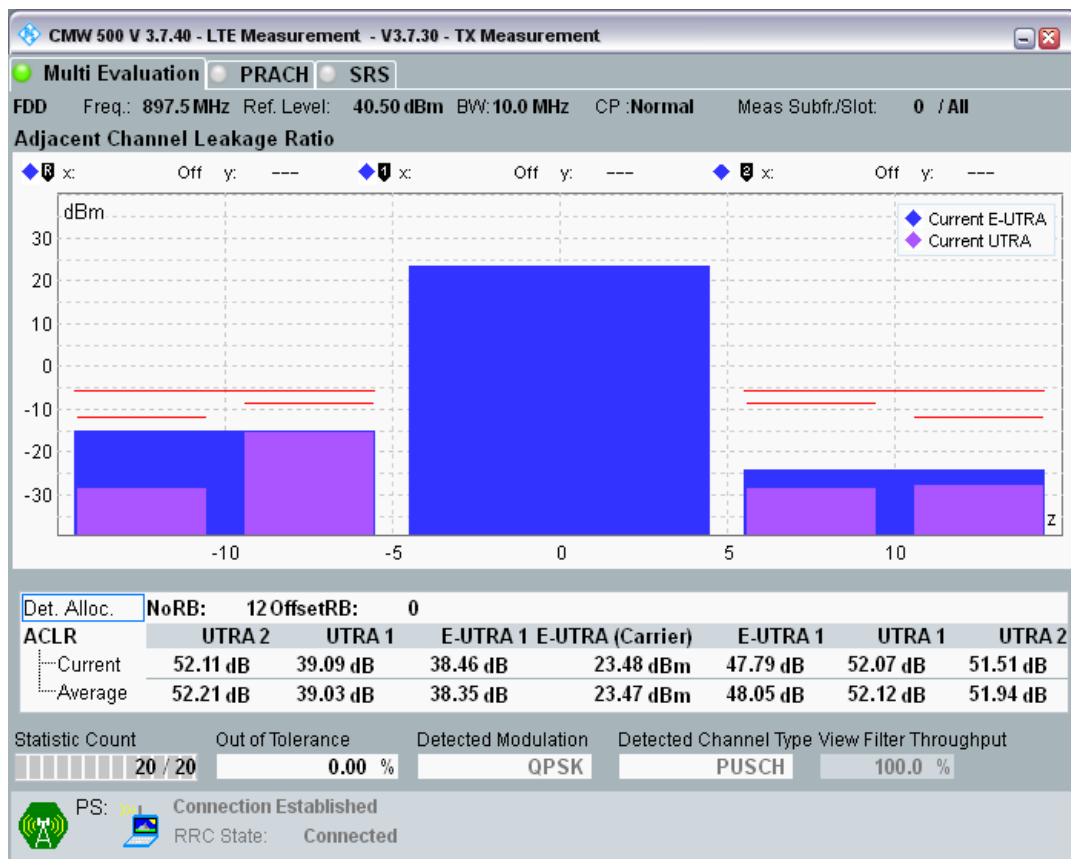 CMW 500 V 3.7.40 - LTE Measurement - V3.7.30 - TX Measurement
Multi Evaluation PRACH SRS
FDD Freq.: 897.5 MHz Ref. Level: 40.50 dBm BW: 10.0 MHz CP :Normal Meas Subfr./Slot: 0 / All
Adjacent Channel Leakage Ratio
R x: Off y: --- 1 x: Off y: --- 2 x: Off y: ---
dBm
Current E-UTRA
Current UTRA
30
20
10
0
-10
-20
-30
z
-10 -5 0 5 10
Det. Alloc. NoRB: 12 OffsetRB: 0
ACLR UTRA 2 UTRA 1 E-UTRA 1 E-UTRA (Carrier) E-UTRA 1 UTRA 1 UTRA 2
Current 52.11 dB 39.09 dB 38.46 dB 23.48 dBm 47.79 dB 52.07 dB 51.51 dB
Average 52.21 dB 39.03 dB 38.35 dB 23.47 dBm 48.05 dB 52.12 dB 51.94 dB
Statistic Count Out of Tolerance Detected Modulation Detected Channel Type View Filter Throughput
20 / 20 0.00 % QPSK PUSCH 100.0 %
PS: Connection Established
RRC State: Connected